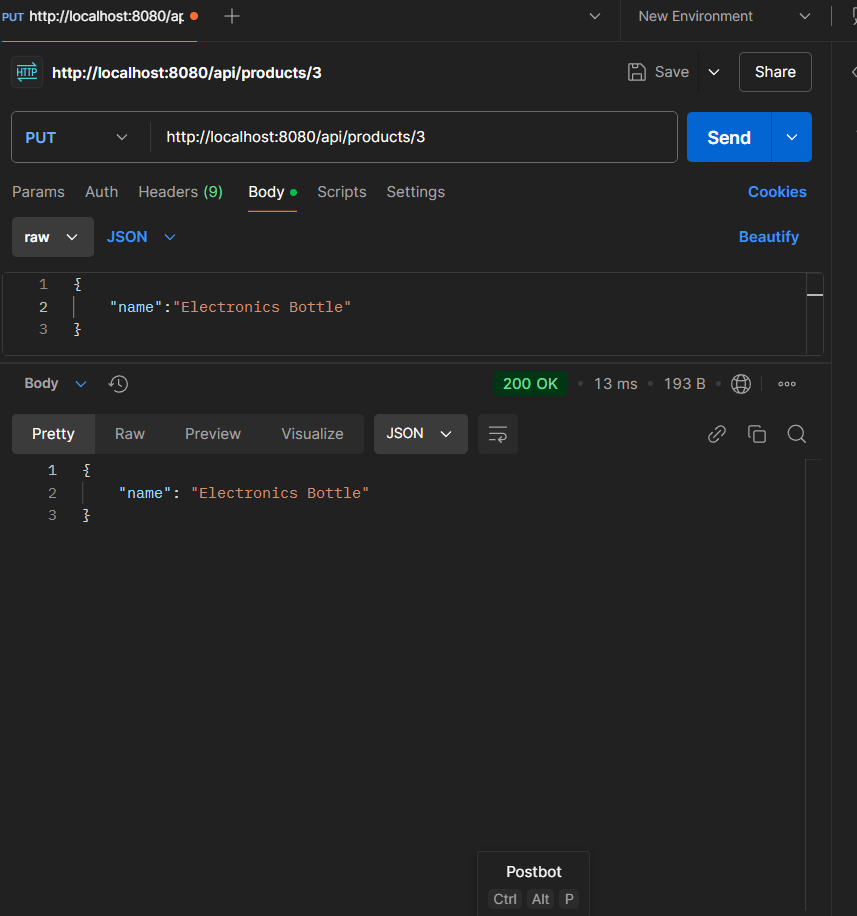 PUT http://localhost:8080/ap
New Environment
HTTP http://localhost:8080/api/products/3
Save
Share
PUT
http://localhost:8080/api/products/3
Send
Params Auth Headers (9) Body Scripts Settings
Cookies
raw JSON
Beautify
1 {
2 "name":"Electronics Bottle"
3 }
Body
200 OK • 13 ms • 193 B •
Pretty Raw Preview Visualize
JSON
1 {
2 "name": "Electronics Bottle"
3 }
Postbot
Ctrl Alt P